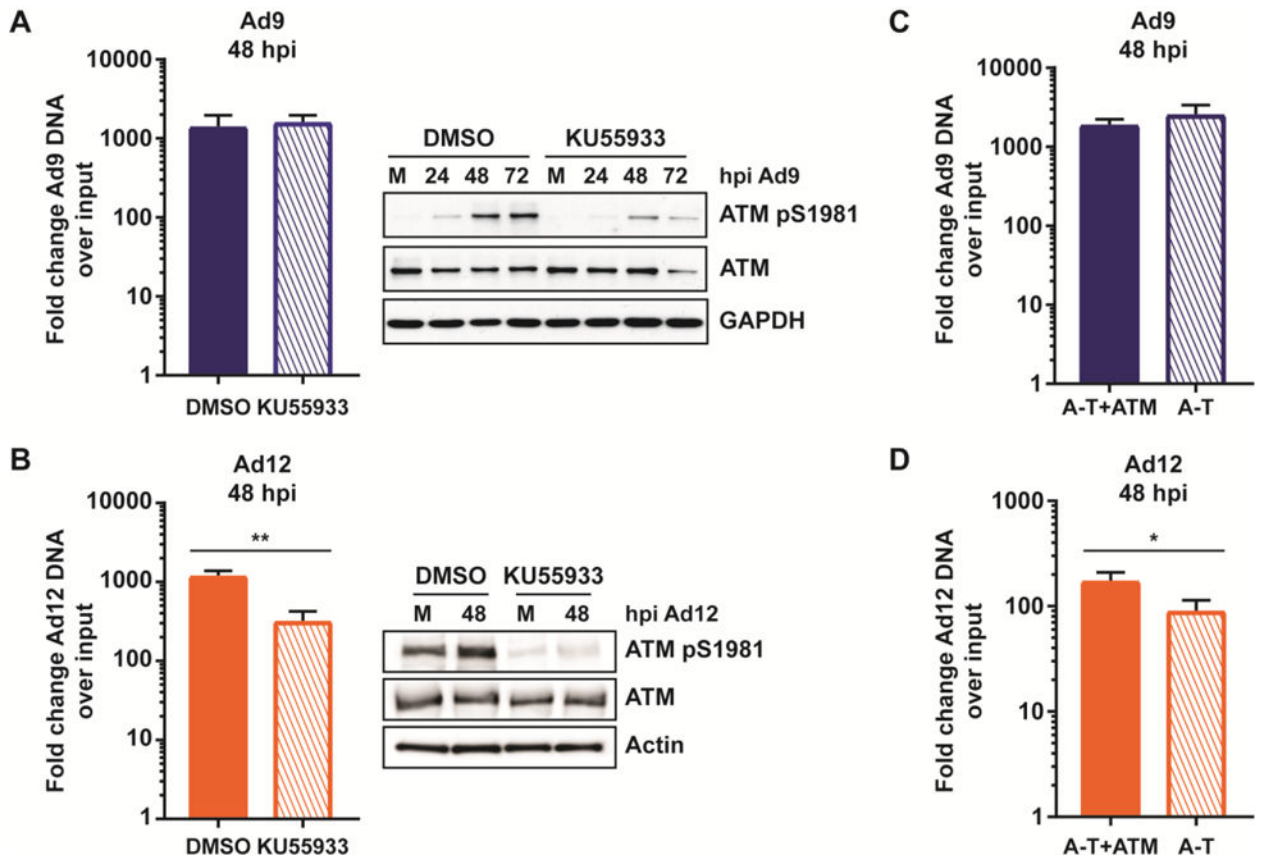 A
Ad9
48 hpi
Fold change Ad9 DNA
over input
10000
1000
100
10
1
DMSO KU55933
DMSO KU55933
M 24 48 72 M 24 48 72 hpi Ad9
ATM pS1981
ATM
GAPDH
C
Ad9
48 hpi
Fold change Ad9 DNA
over input
10000
1000
100
10
1
A-T+ATM A-T
B
Ad12
48 hpi
Fold change Ad12 DNA
over input
10000
1000
100
10
1
**
DMSO KU55933
DMSO KU55933
M 48 M 48 hpi Ad12
ATM pS1981
ATM
Actin
D
Ad12
48 hpi
Fold change Ad12 DNA
over input
1000
100
10
1
*
A-T+ATM A-T